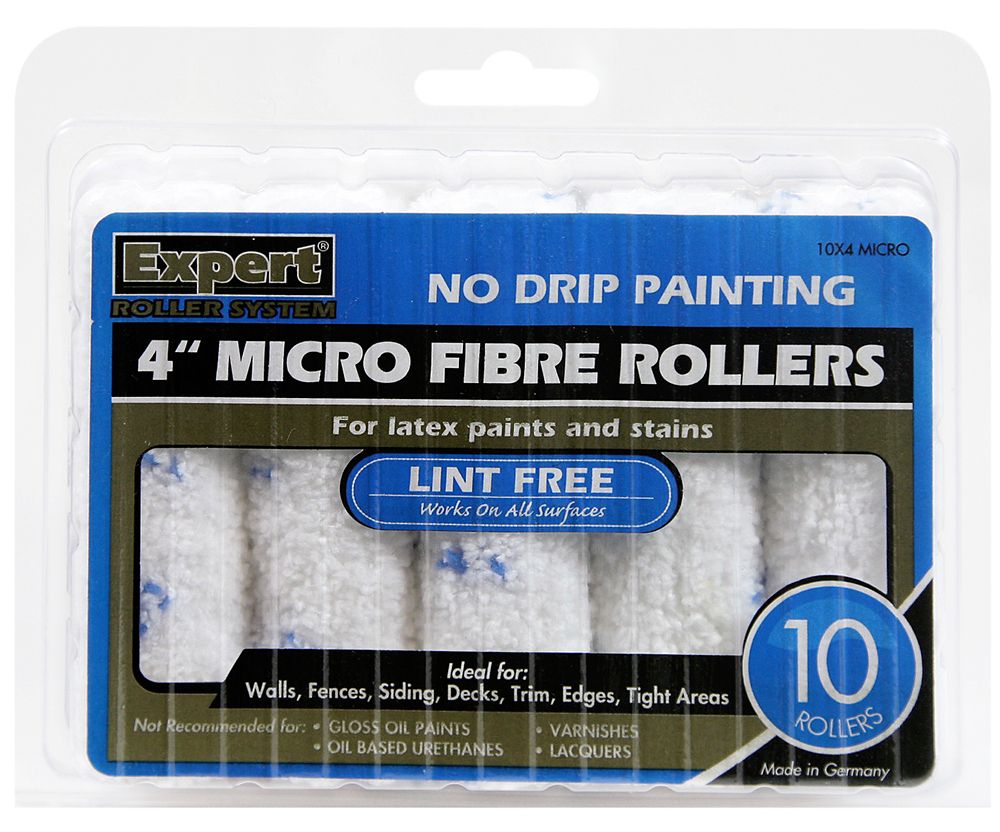 Expert®
ROLLER SYSTEM
10X4 MICRO
NO DRIP PAINTING
4“ MICRO FIBRE ROLLERS
For latex paints and stains
LINT FREE
Works On All Surfaces
10
ROLLERS
Ideal for:
Walls, Fences, Siding, Decks, Trim, Edges, Tight Areas
Not Recommended for: • GLOSS OIL PAINTS • VARNISHES
• OIL BASED URETHANES • LACQUERS
Made in Germany